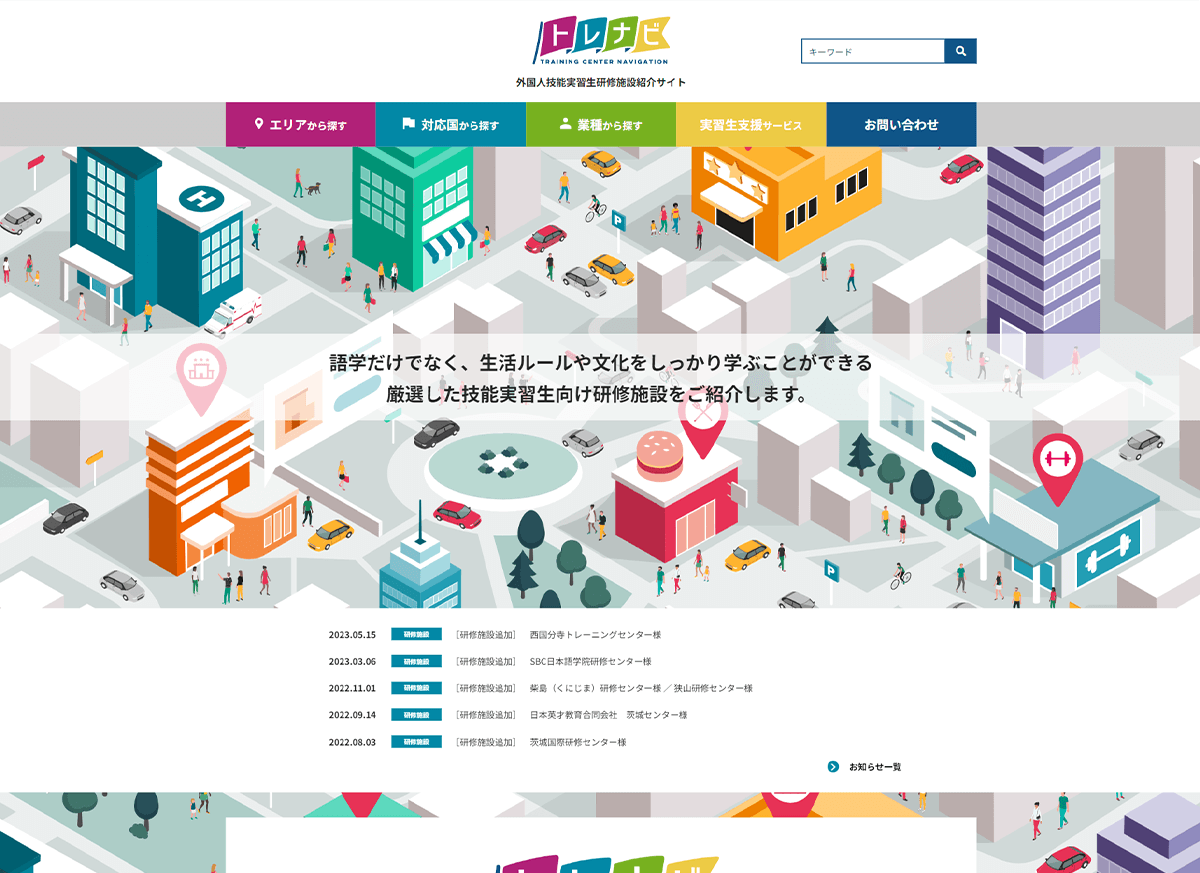 トレナビ
TRAINING CENTER NAVIGATION
外国人技能実習生研修施設紹介サイト
キーワード
エリアから探す
対応国から探す
業種から探す
実習生支援サービス
お問い合わせ
H
P
語学だけでなく、生活ルールや文化をしっかり学ぶことができる
厳選した技能実習生向け研修施設をご紹介します。
P
2023.05.15 研修施設 [研修施設追加] 西国分寺トレーニングセンター様
2023.03.06 研修施設 [研修施設追加] SBC日本語学院研修センター様
2022.11.01 研修施設 [研修施設追加] 柴島（くにじま）研修センター様 ／ 狭山研修センター様
2022.09.14 研修施設 [研修施設追加] 日本英才教育合同会社　茨城センター様
2022.08.03 研修施設 [研修施設追加] 茨城国際研修センター様
お知らせ一覧